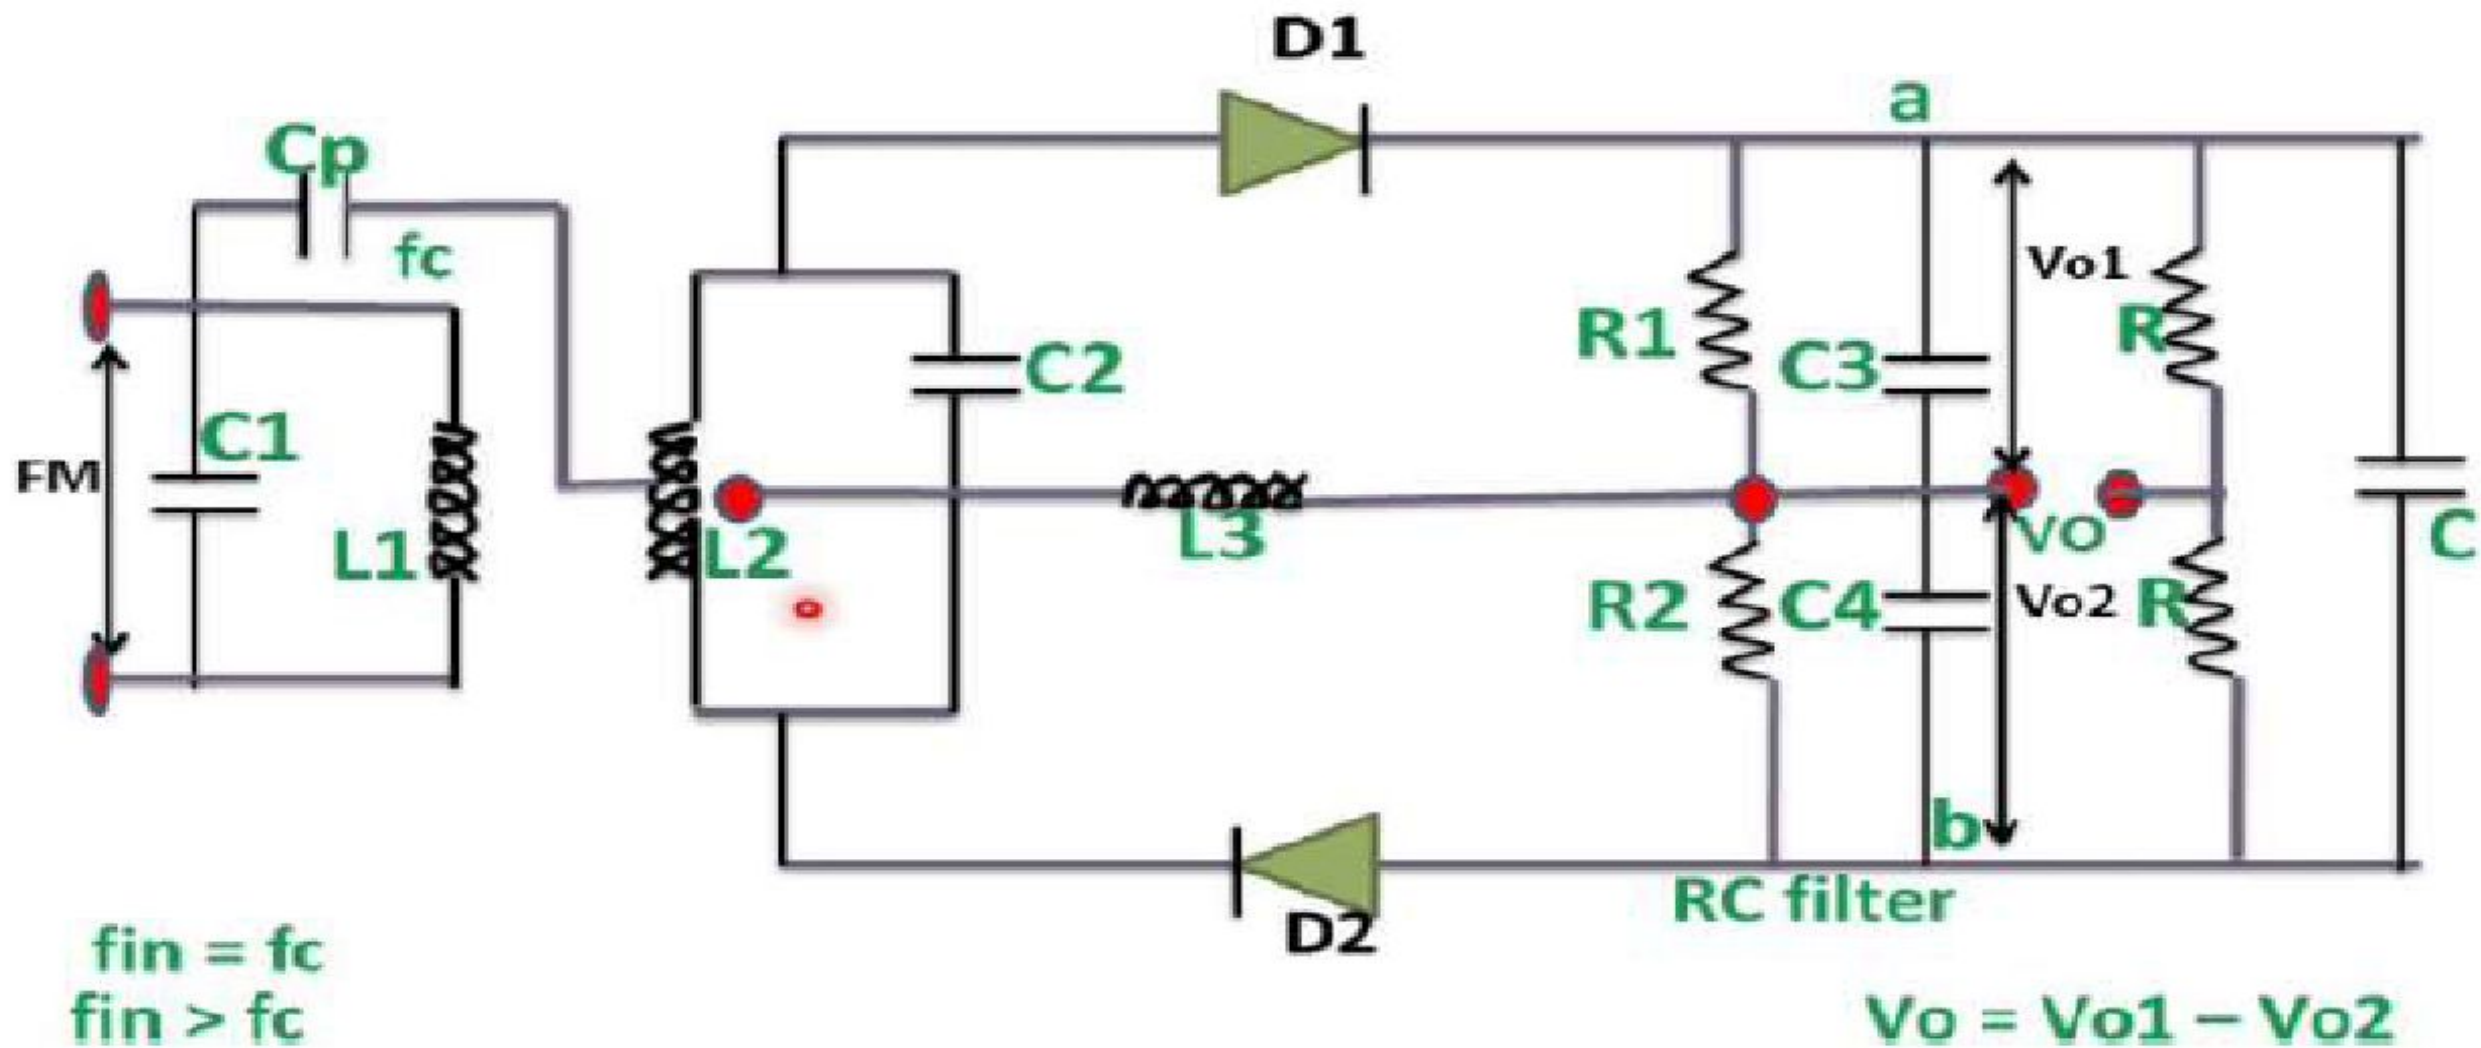 D1
a
Cp
fc
Vo1
R1
C3
R
C2
C1
FM
L1
L2
L3
VO
C
R2
C4
Vo2
R
b
RC filter
D2
fin = fc
fin > fc
Vo = Vo1 – Vo2